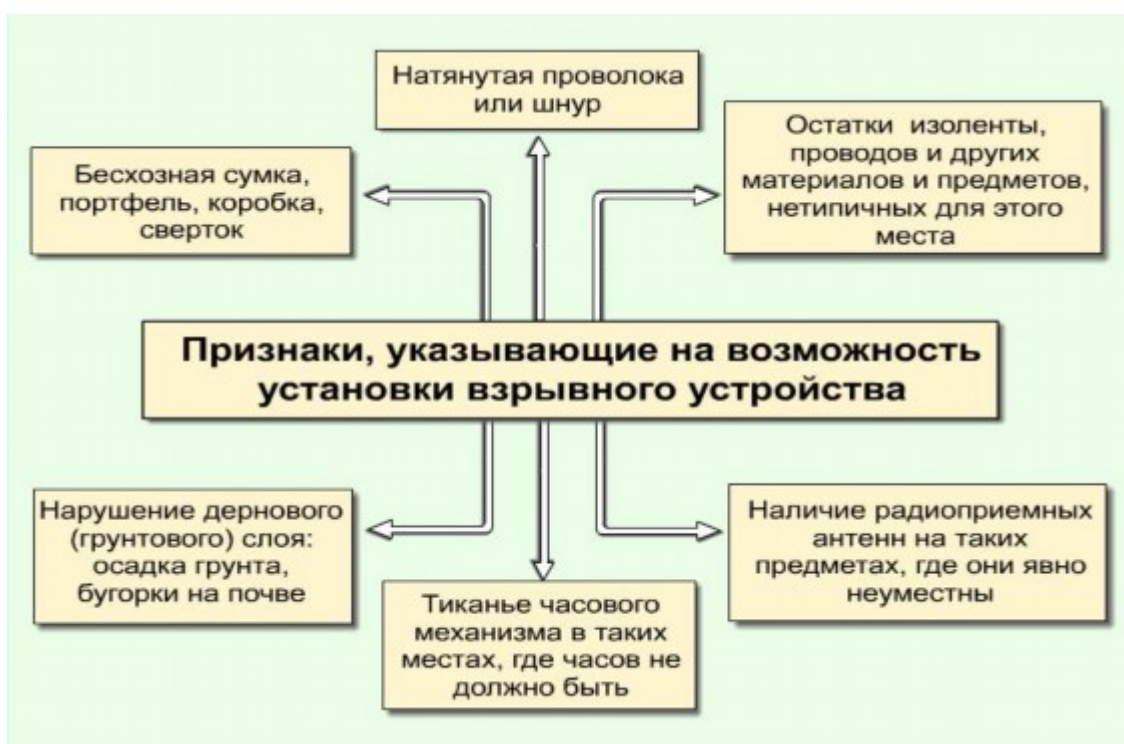 Натянутая проволока
или шнур
Бесхозная сумка,
портфель, коробка,
сверток
Остатки изоленты,
проводов и других
материалов и предметов,
нетипичных для этого
места
Признаки, указывающие на возможность
установки взрывного устройства
Нарушение дернового
(грунтового) слоя:
осадка грунта,
бугорки на почве
Тиканье часового
механизма в таких
местах, где часов не
должно быть
Наличие радиоприемных
антенн на таких
предметах, где они явно
неуместны